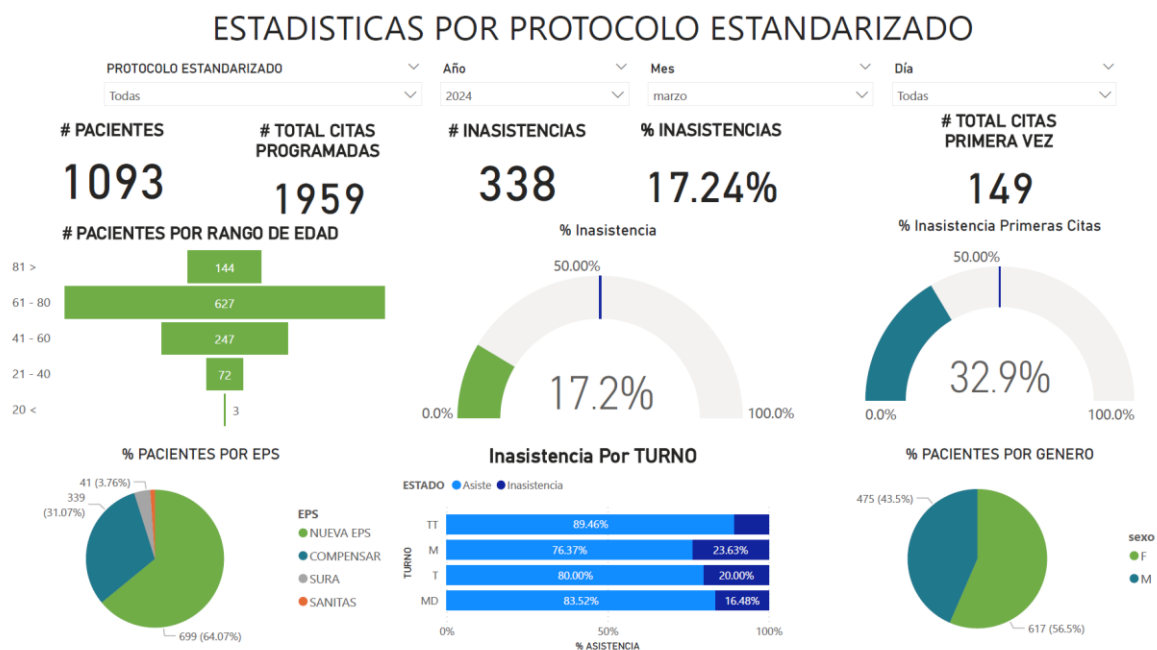 ESTADISTICAS POR PROTOCOLO ESTANDARIZADO
PROTOCOLO ESTANDARIZADO
Todas
Año
2024
Mes
marzo
Día
Todas
# PACIENTES
1093
# TOTAL CITAS
PROGRAMADAS
1959
# INASISTENCIAS
338
% INASISTENCIAS
17.24%
# TOTAL CITAS
PRIMERA VEZ
149
# PACIENTES POR RANGO DE EDAD
81 >
144
61 - 80
627
41 - 60
247
21 - 40
72
20 <
3
% Inasistencia
50.00%
17.2%
0.0%
100.0%
% Inasistencia Primeras Citas
50.00%
32.9%
0.0%
100.0%
% PACIENTES POR EPS
41 (3.76%)
339
(31.07%)
699 (64.07%)
EPS
NUEVA EPS
COMPENSAR
SURA
SANITAS
Inasistencia Por TURNO
ESTADO Asiste Inasistencia
TURNO
TT 89.46%
M 76.37% 23.63%
T 80.00% 20.00%
MD 83.52% 16.48%
0% 50% 100%
% ASISTENCIA
% PACIENTES POR GENERO
475 (43.5%)
617 (56.5%)
sexo
F
M